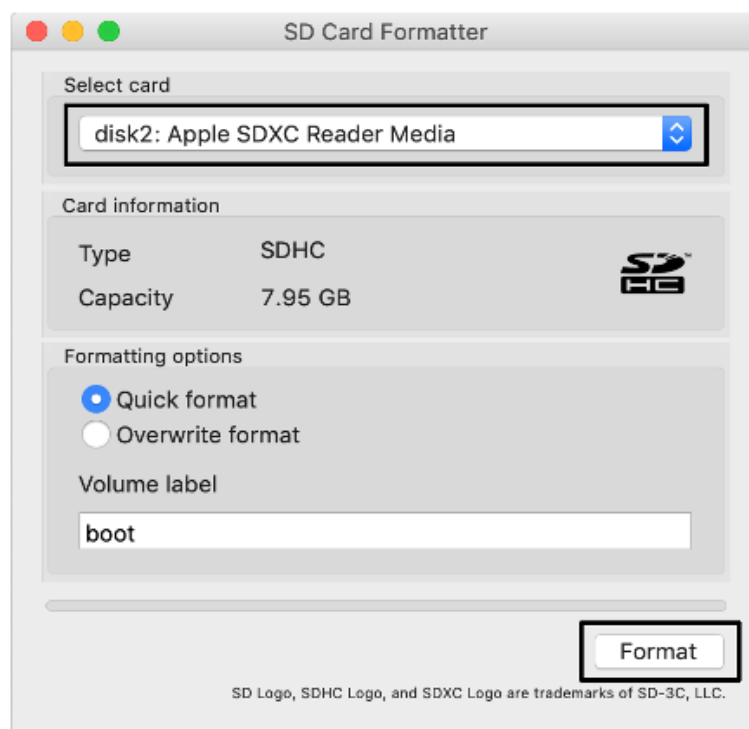 SD Card Formatter
Select card
disk2: Apple SDXC Reader Media
Card information
Type SDHC
Capacity 7.95 GB
SD HC
Formatting options
Quick format
Overwrite format
Volume label
boot
Format
SD Logo, SDHC Logo, and SDXC Logo are trademarks of SD-3C, LLC.